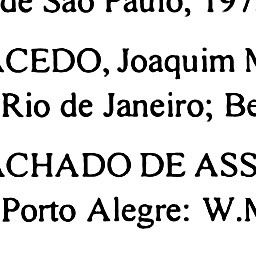 de São Paulo, 197
ACEDO, Joaquim M
Rio de Janeiro; Be
ACHADO DE ASS
Porto Alegre: W.M